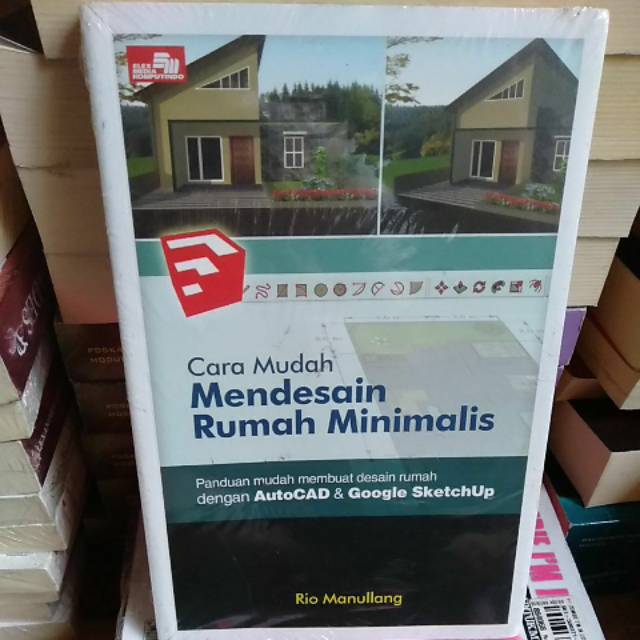 ELEX
MEDIA
KOMPUTINDO
Cara Mudah
Mendesain
Rumah Minimalis
Panduan mudah membuat desain rumah
dengan AutoCAD & Google SketchUp
Rio Manullang